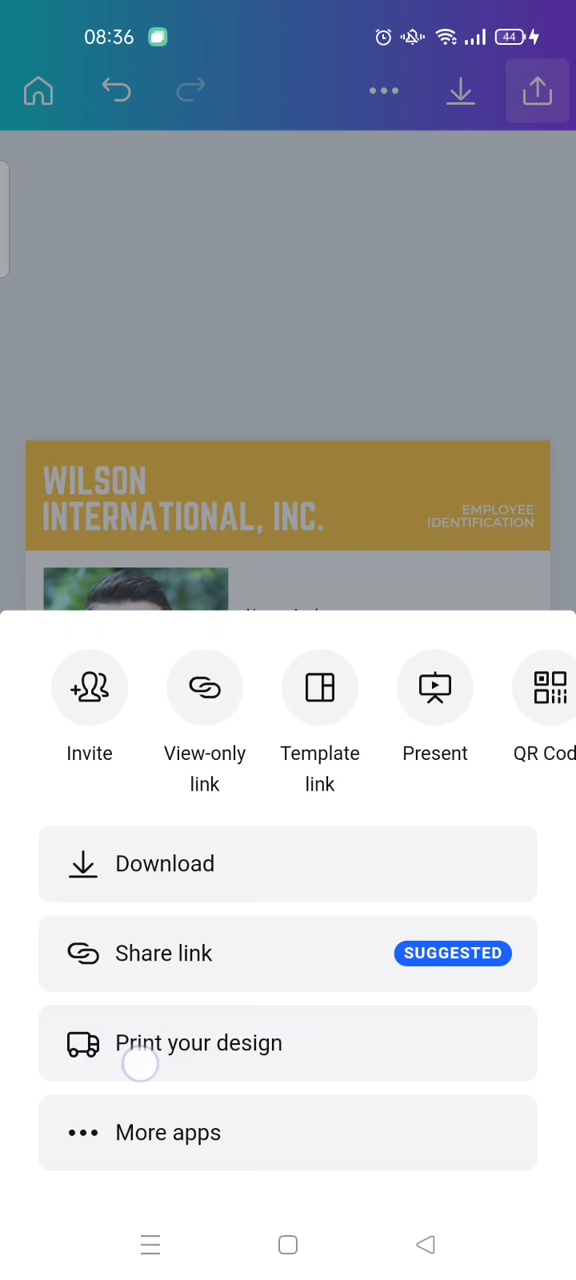 08:36
44
WILSON
INTERNATIONAL, INC.
EMPLOYEE
IDENTIFICATION
Invite
View-only
link
Template
link
Present
QR Cod
Download
Share link
SUGGESTED
Print your design
More apps